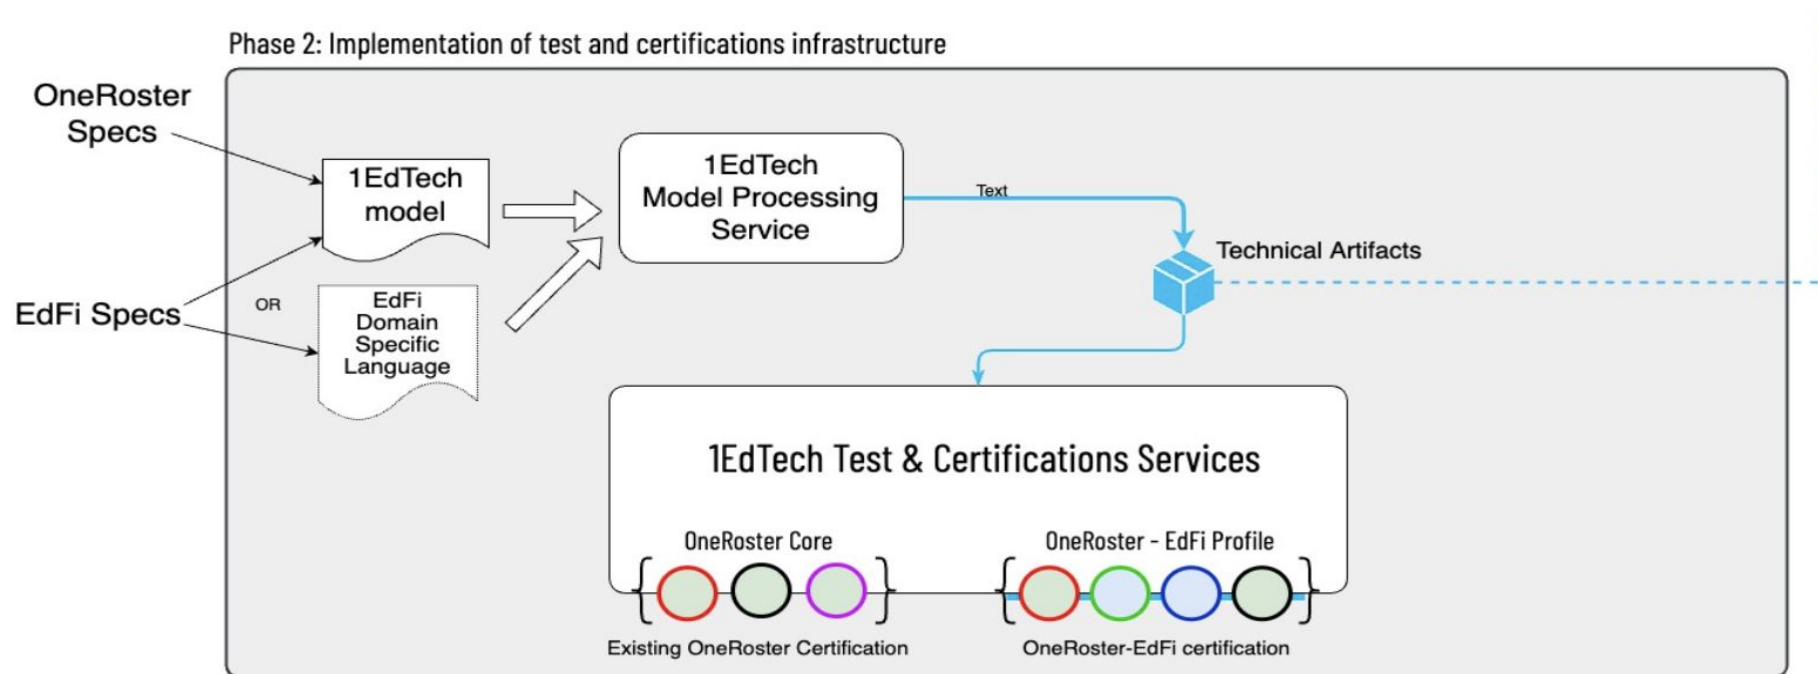 Phase 2: Implementation of test and certifications infrastructure
OneRoster
Specs
1EdTech
model
1EdTech
Model Processing
Service
Text
Technical Artifacts
EdFi Specs
OR
EdFi
Domain
Specific
Language
1EdTech Test & Certifications Services
OneRoster Core
OneRoster - EdFi Profile
Existing OneRoster Certification
OneRoster-EdFi certification